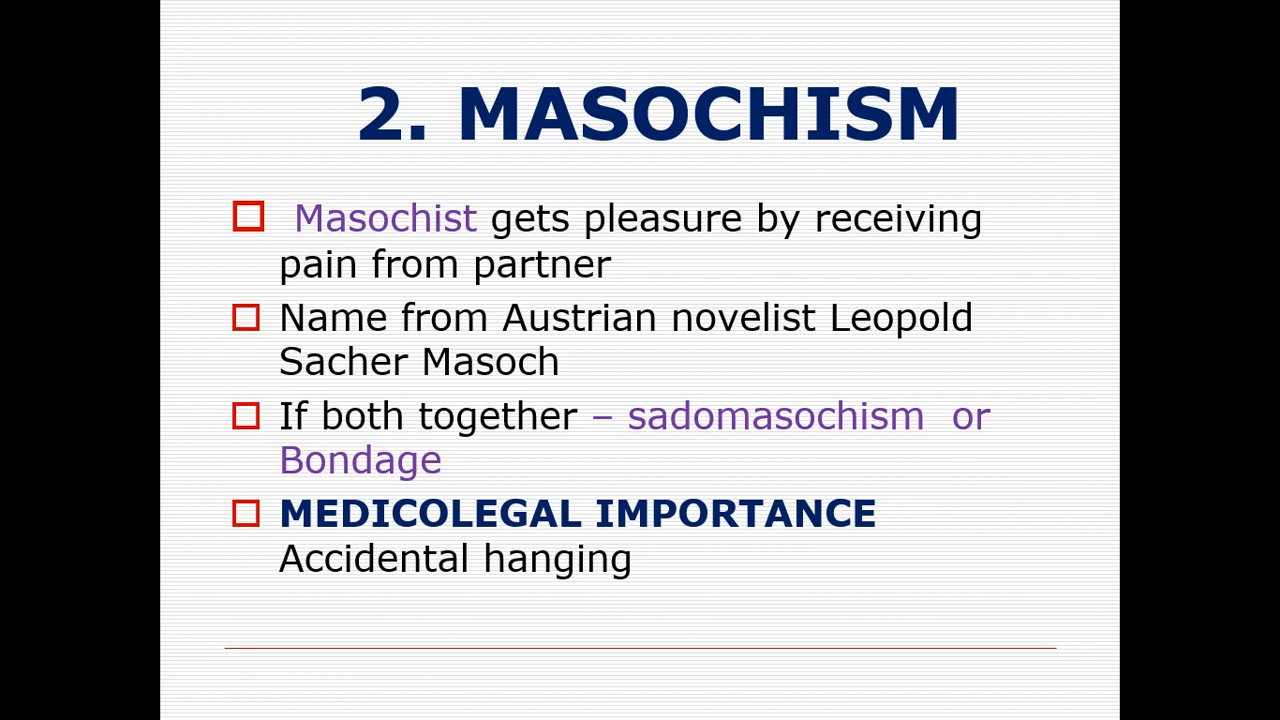 2. MASOCHISM
Masochist gets pleasure by receiving
pain from partner
Name from Austrian novelist Leopold
Sacher Masoch
If both together – sadomasochism or
Bondage
MEDICOLEGAL IMPORTANCE
Accidental hanging